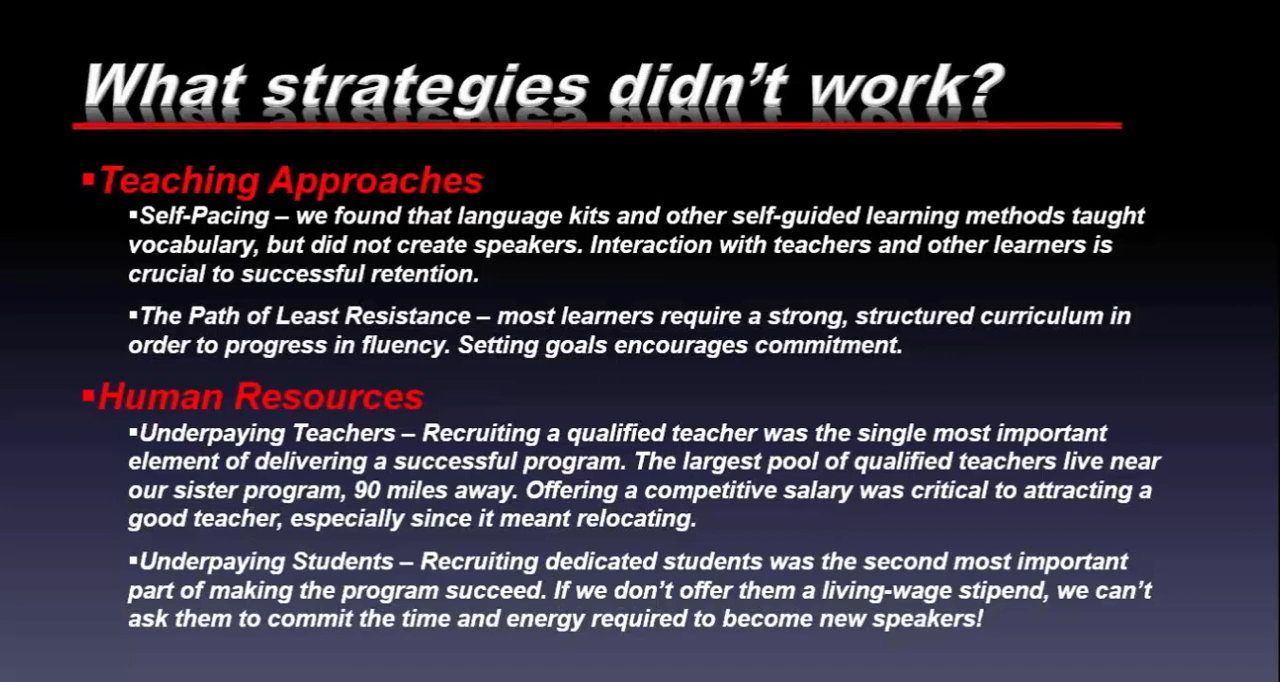 What strategies didn't work?
▪Teaching Approaches
▪Self-Pacing – we found that language kits and other self-guided learning methods taught
vocabulary, but did not create speakers. Interaction with teachers and other learners is
crucial to successful retention.
▪The Path of Least Resistance – most learners require a strong, structured curriculum in
order to progress in fluency. Setting goals encourages commitment.
▪Human Resources
▪Underpaying Teachers – Recruiting a qualified teacher was the single most important
element of delivering a successful program. The largest pool of qualified teachers live near
our sister program, 90 miles away. Offering a competitive salary was critical to attracting a
good teacher, especially since it meant relocating.
▪Underpaying Students – Recruiting dedicated students was the second most important
part of making the program succeed. If we don't offer them a living-wage stipend, we can't
ask them to commit the time and energy required to become new speakers!